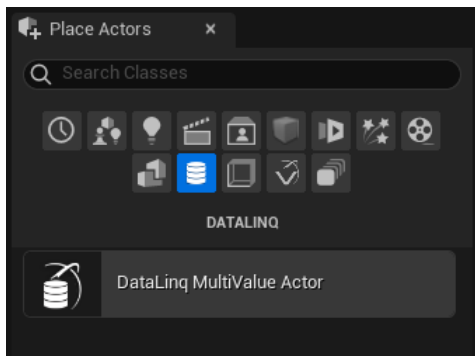 Place Actors
Search Classes
DATALINQ
DataLinq MultiValue Actor